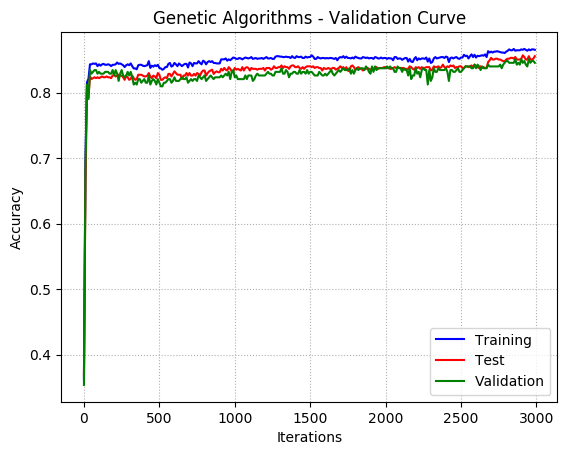 Genetic Algorithms - Validation Curve
Accuracy
0.8
0.7
0.6
0.5
0.4
0
500
1000
1500
2000
2500
3000
Iterations
Training
Test
Validation